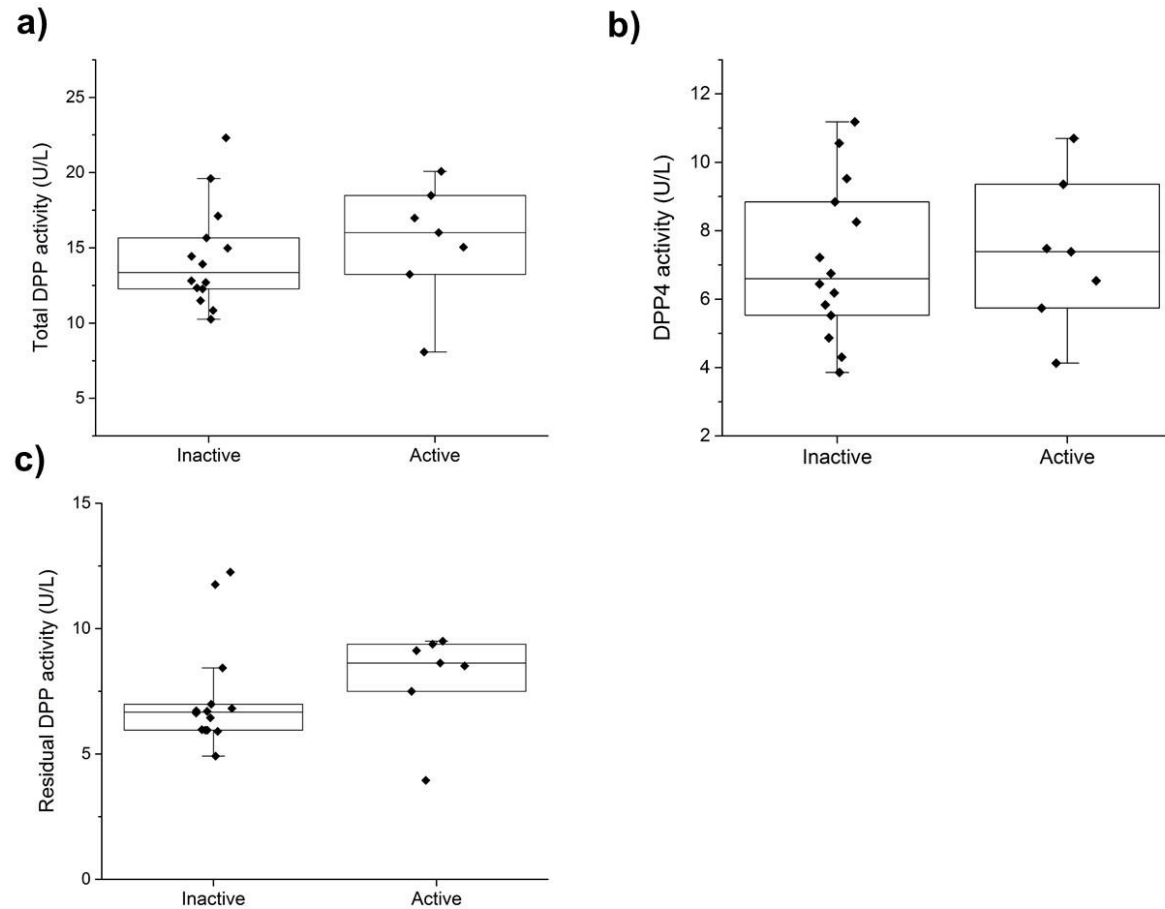 a)
Total DPP activity (U/L)
25
20
15
10
5
Inactive Active
b)
DPP4 activity (U/L)
12
10
8
6
4
2
Inactive Active
c)
Residual DPP activity (U/L)
15
10
5
0
Inactive Active